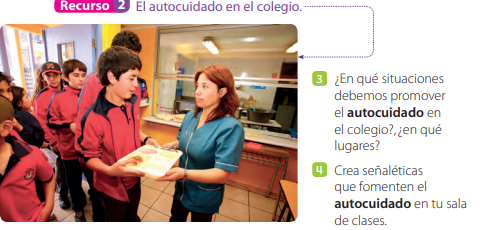 Recurso 2 El autocuidado en el colegio.
3 ¿En qué situaciones
debemos promover
el autocuidado en
el colegio?, ¿en qué
lugares?
4 Crea señaléticas
que fomenten el
autocuidado en tu sala
de clases.